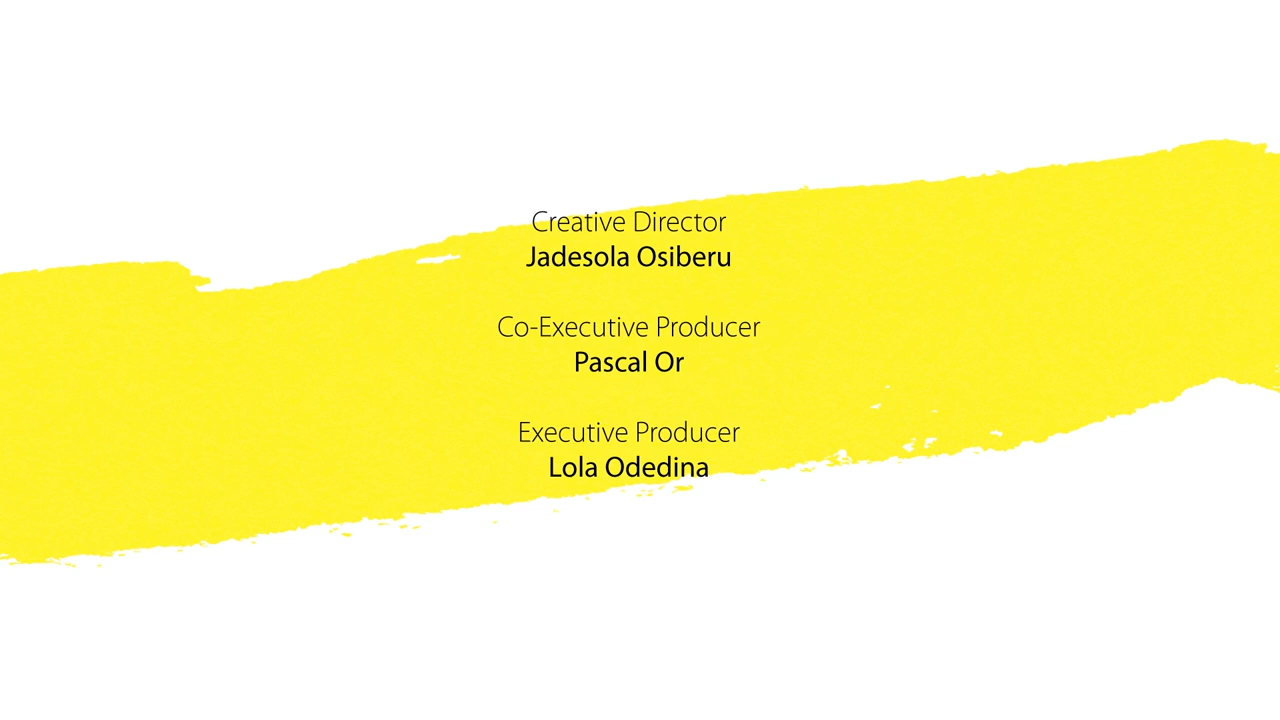 Creative Director
Jadesola Osiberu
Co-Executive Producer
Pascal Or
Executive Producer
Lola Odedina